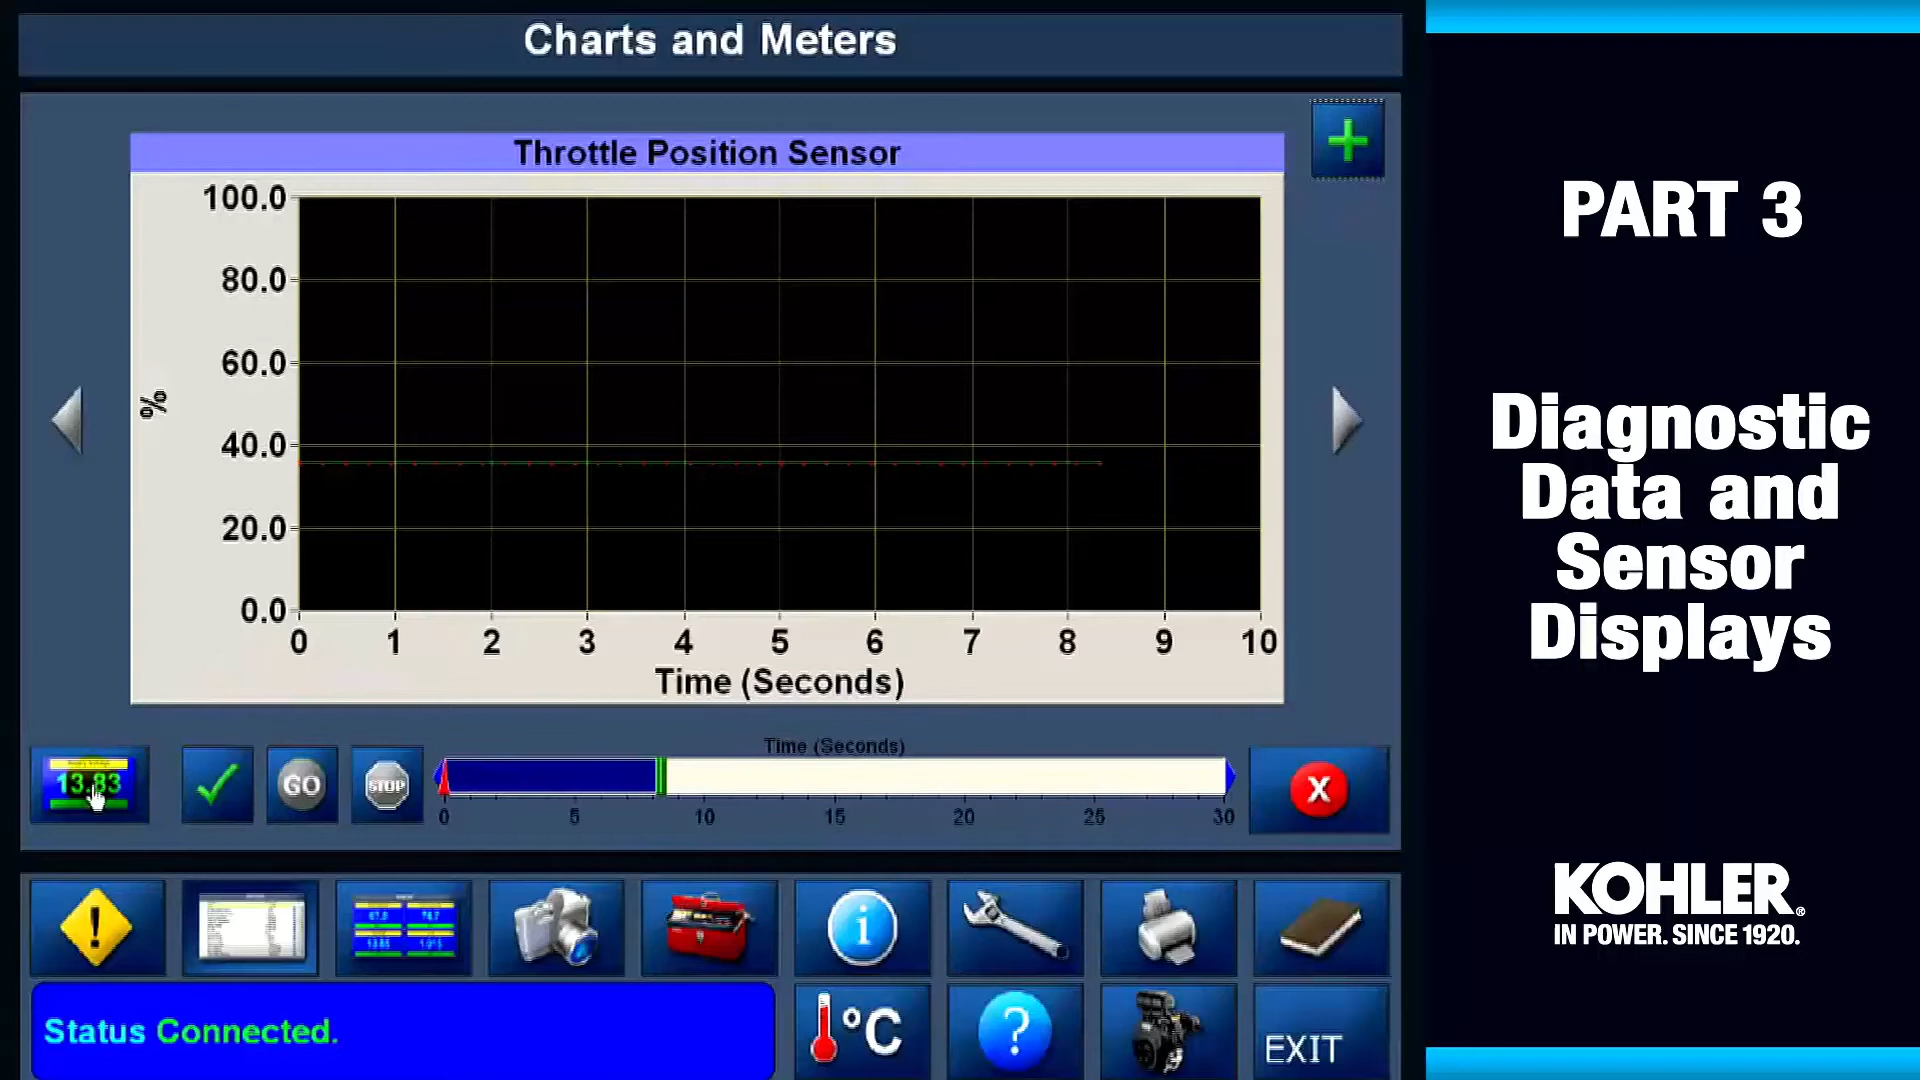 Charts and Meters
Throttle Position Sensor
100.0
80.0
60.0
40.0
20.0
0.0
%
0 1 2 3 4 5 6 7 8 9 10
Time (Seconds)
13.83
GO
STOP
Time (Seconds)
0 5 10 15 20 25 30
X
!
i
Status Connected.
°C
?
EXIT
PART 3
Diagnostic
Data and
Sensor
Displays
KOHLER®
IN POWER. SINCE 1920.